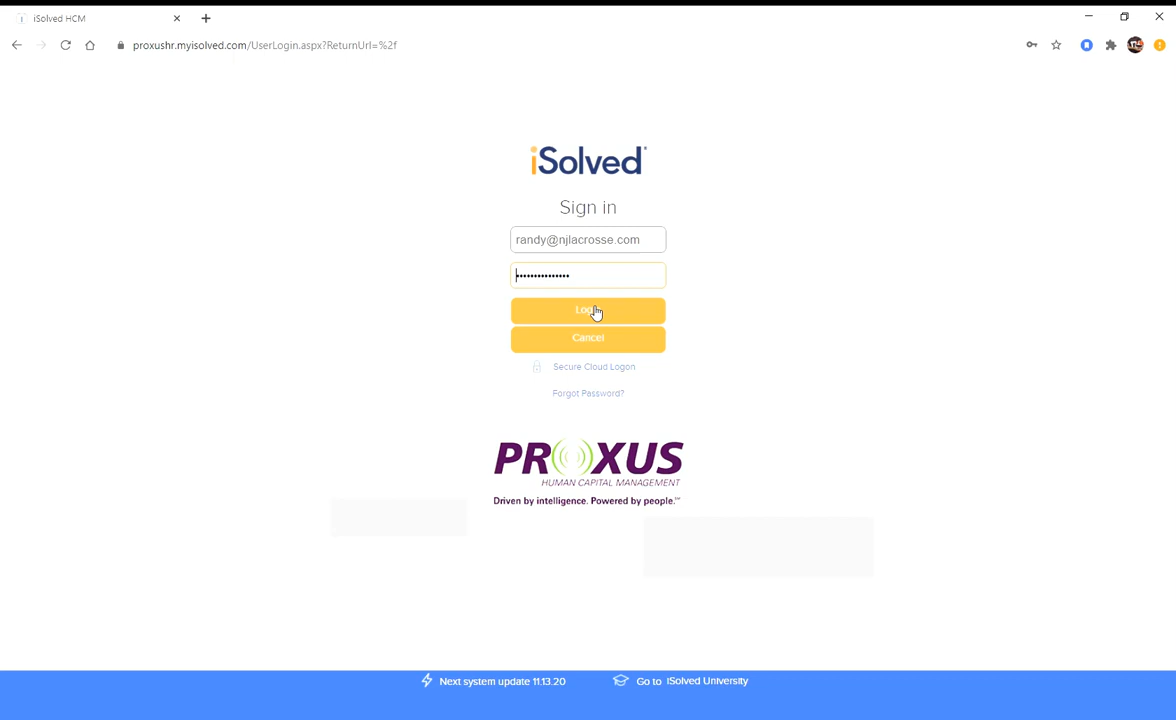 iSolved HCM
proxushr.myisolved.com/UserLogin.aspx?ReturnUrl=%2f
iSolved
Sign in
randy@njlacrosse.com
•••••••••••••••
Cancel
Secure Cloud Logon
Forgot Password?
PROXUS
HUMAN CAPITAL MANAGEMENT
Driven by intelligence. Powered by people.℠
Next system update 11.13.20 Go to iSolved University